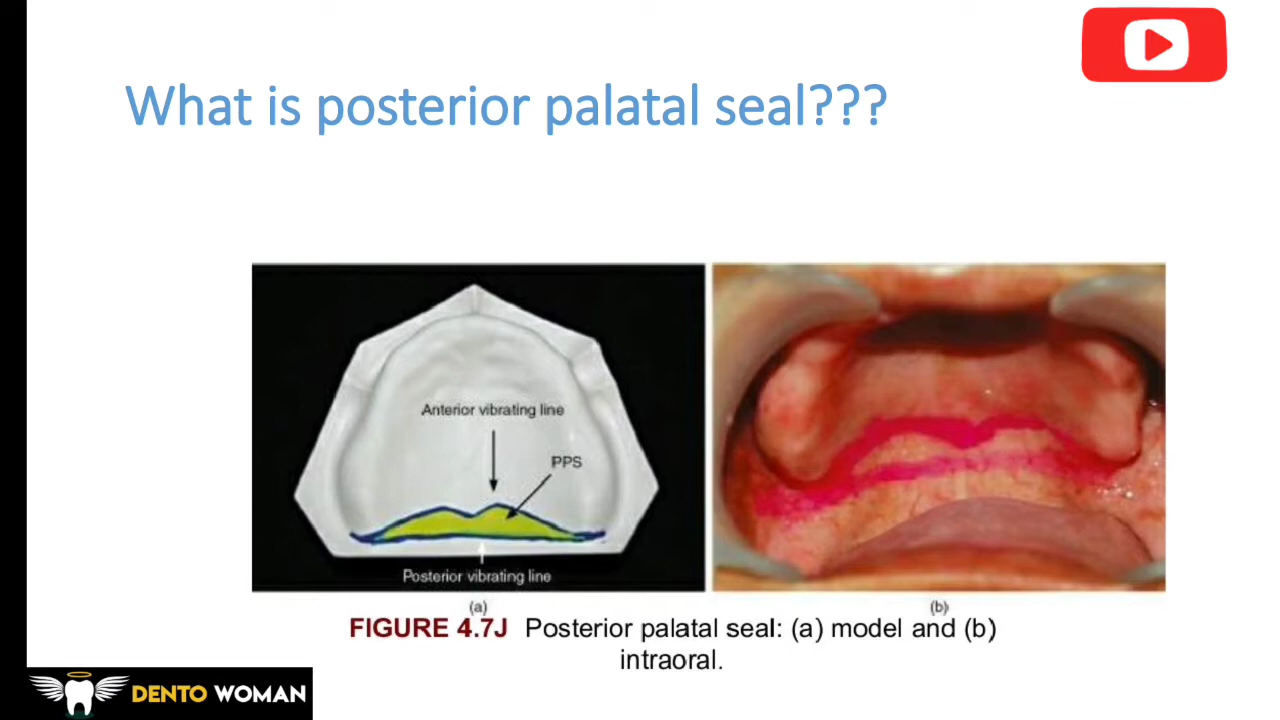 What is posterior palatal seal???
Anterior vibrating line
PPS
Posterior vibrating line
(a)
(b)
FIGURE 4.7J Posterior palatal seal: (a) model and (b)
intraoral.
DENTO WOMAN